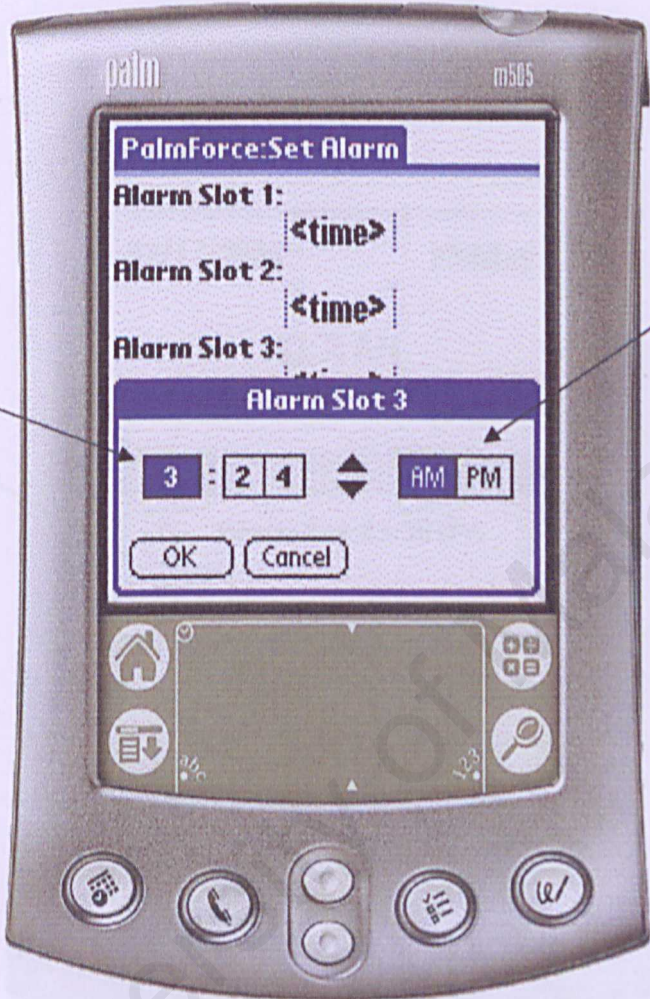 palm m505
PalmForce:Set Alarm
Alarm Slot 1:
<time>
Alarm Slot 2:
<time>
Alarm Slot 3:
Alarm Slot 3
3 : 2 4 AM PM
OK Cancel
abc 123